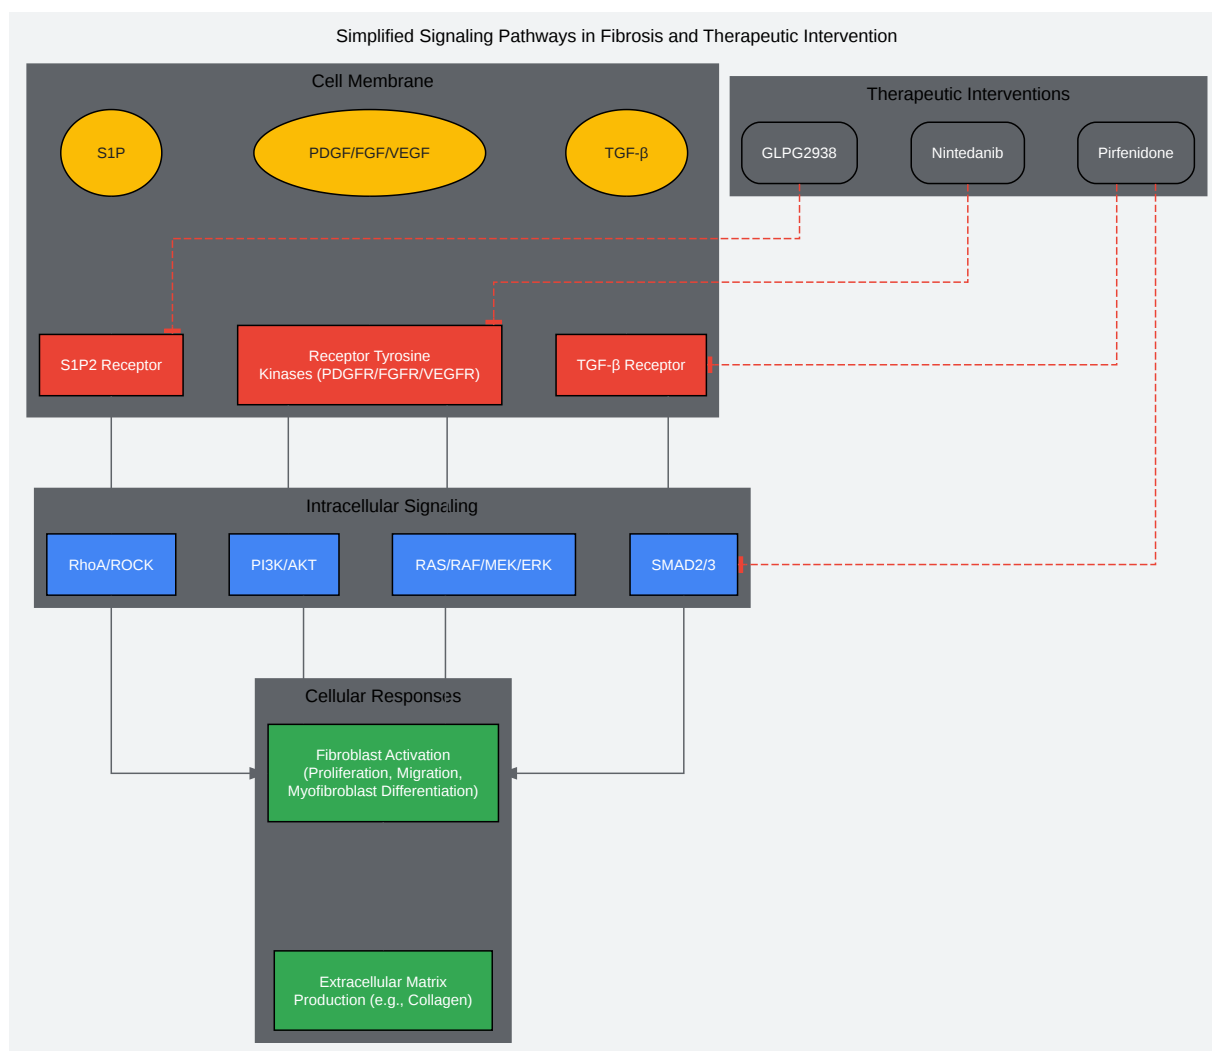 Simplified Signaling Pathways in Fibrosis and Therapeutic Intervention
Cell Membrane
S1P
PDGF/FGF/VEGF
TGF-β
Therapeutic Interventions
GLPG2938
Nintedanib
Pirfenidone
S1P2 Receptor
Receptor Tyrosine
Kinases (PDGFR/FGFR/VEGFR)
TGF-β Receptor
Intracellular Signaling
RhoA/ROCK
PI3K/AKT
RAS/RAF/MEK/ERK
SMAD2/3
Cellular Responses
Fibroblast Activation
(Proliferation, Migration,
Myofibroblast Differentiation)
Extracellular Matrix
Production (e.g., Collagen)